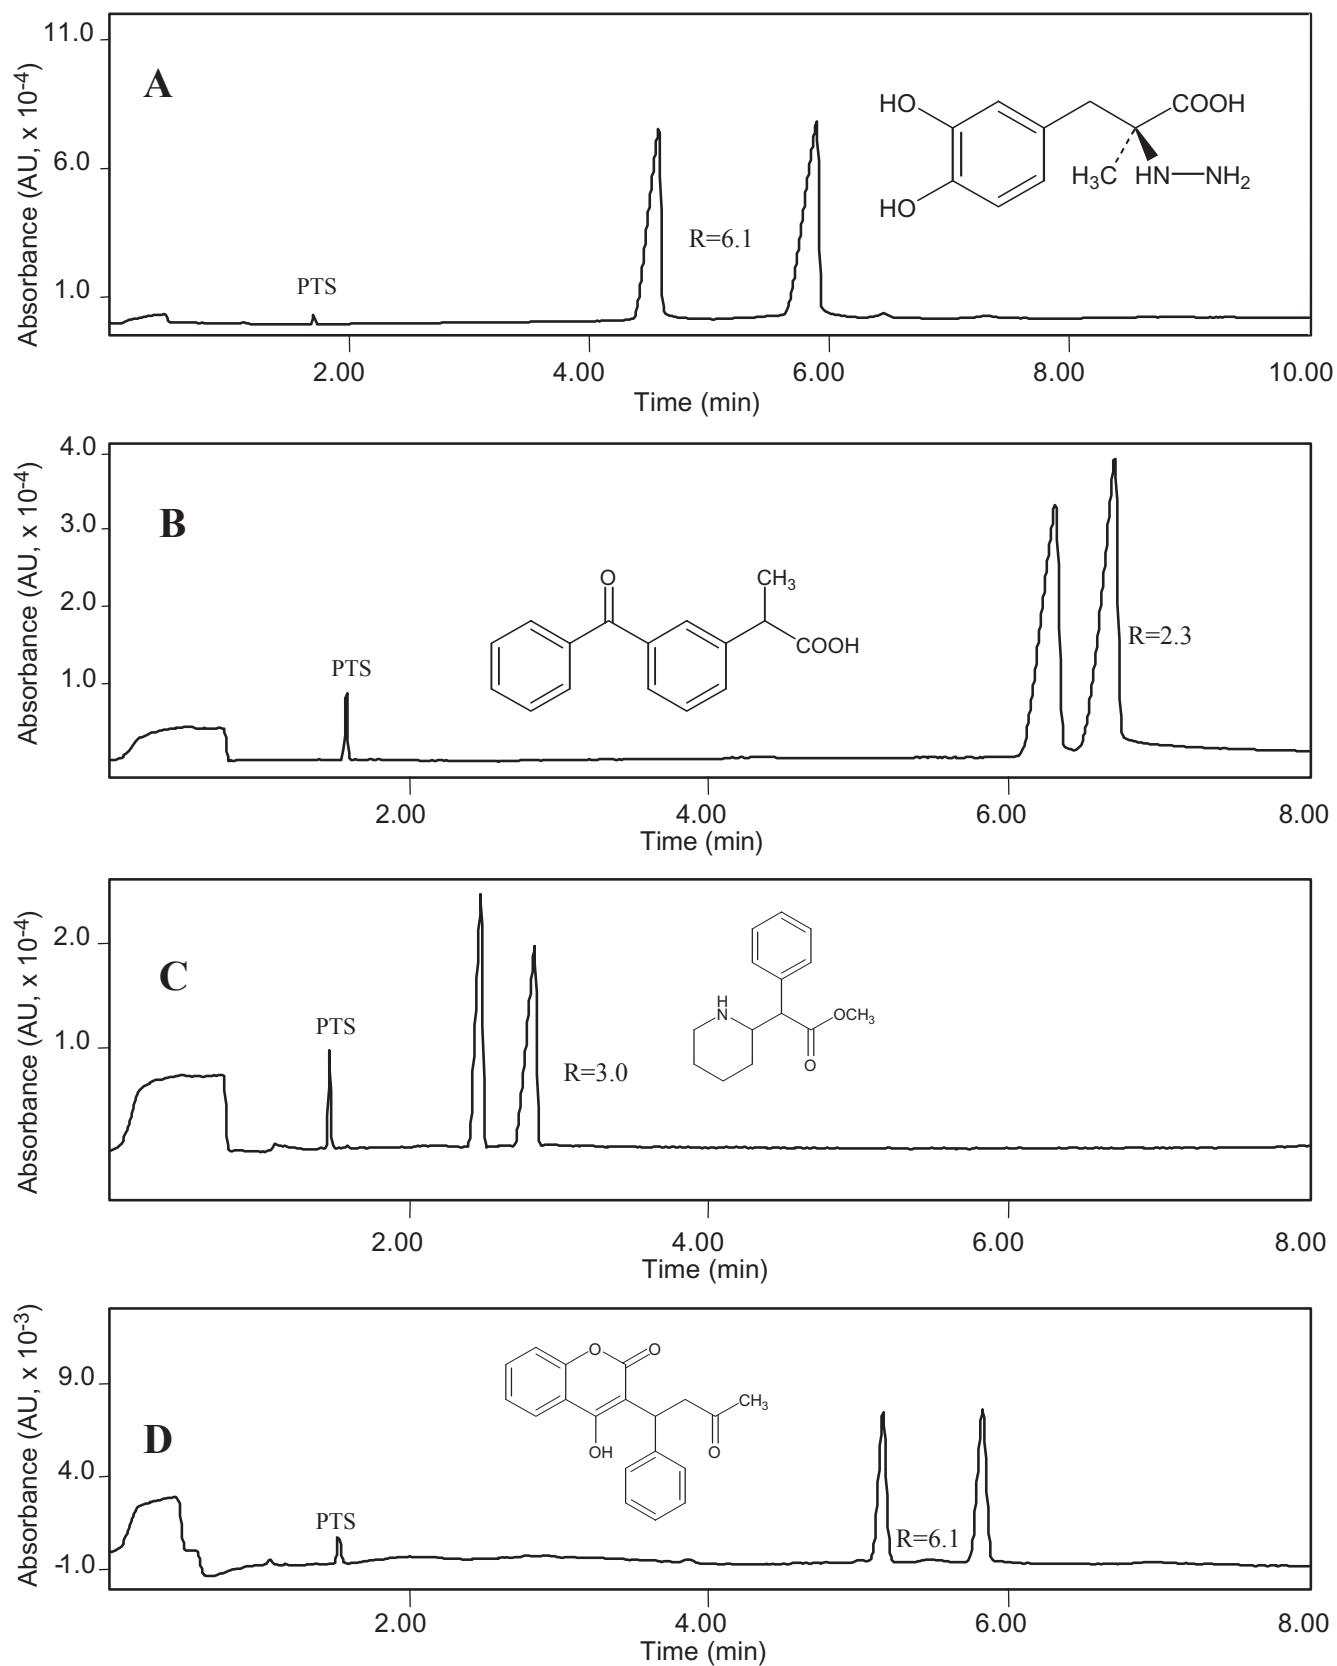 11.0
A
6.0
1.0
Absorbance (AU, x 10-4)
PTS
R=6.1
HO
HO
COOH
H3C
HN—NH2
2.00 4.00 6.00 8.00 10.00
Time (min)
4.0
B
3.0
2.0
1.0
Absorbance (AU, x 10-4)
PTS
O
CH3
COOH
R=2.3
2.00 4.00 6.00 8.00
Time (min)
2.0
C
1.0
Absorbance (AU, x 10-4)
PTS
R=3.0
H
N
OCH3
O
2.00 4.00 6.00 8.00
Time (min)
9.0
D
4.0
-1.0
Absorbance (AU, x 10-3)
PTS
O O
CH3
OH O
R=6.1
2.00 4.00 6.00 8.00
Time (min)